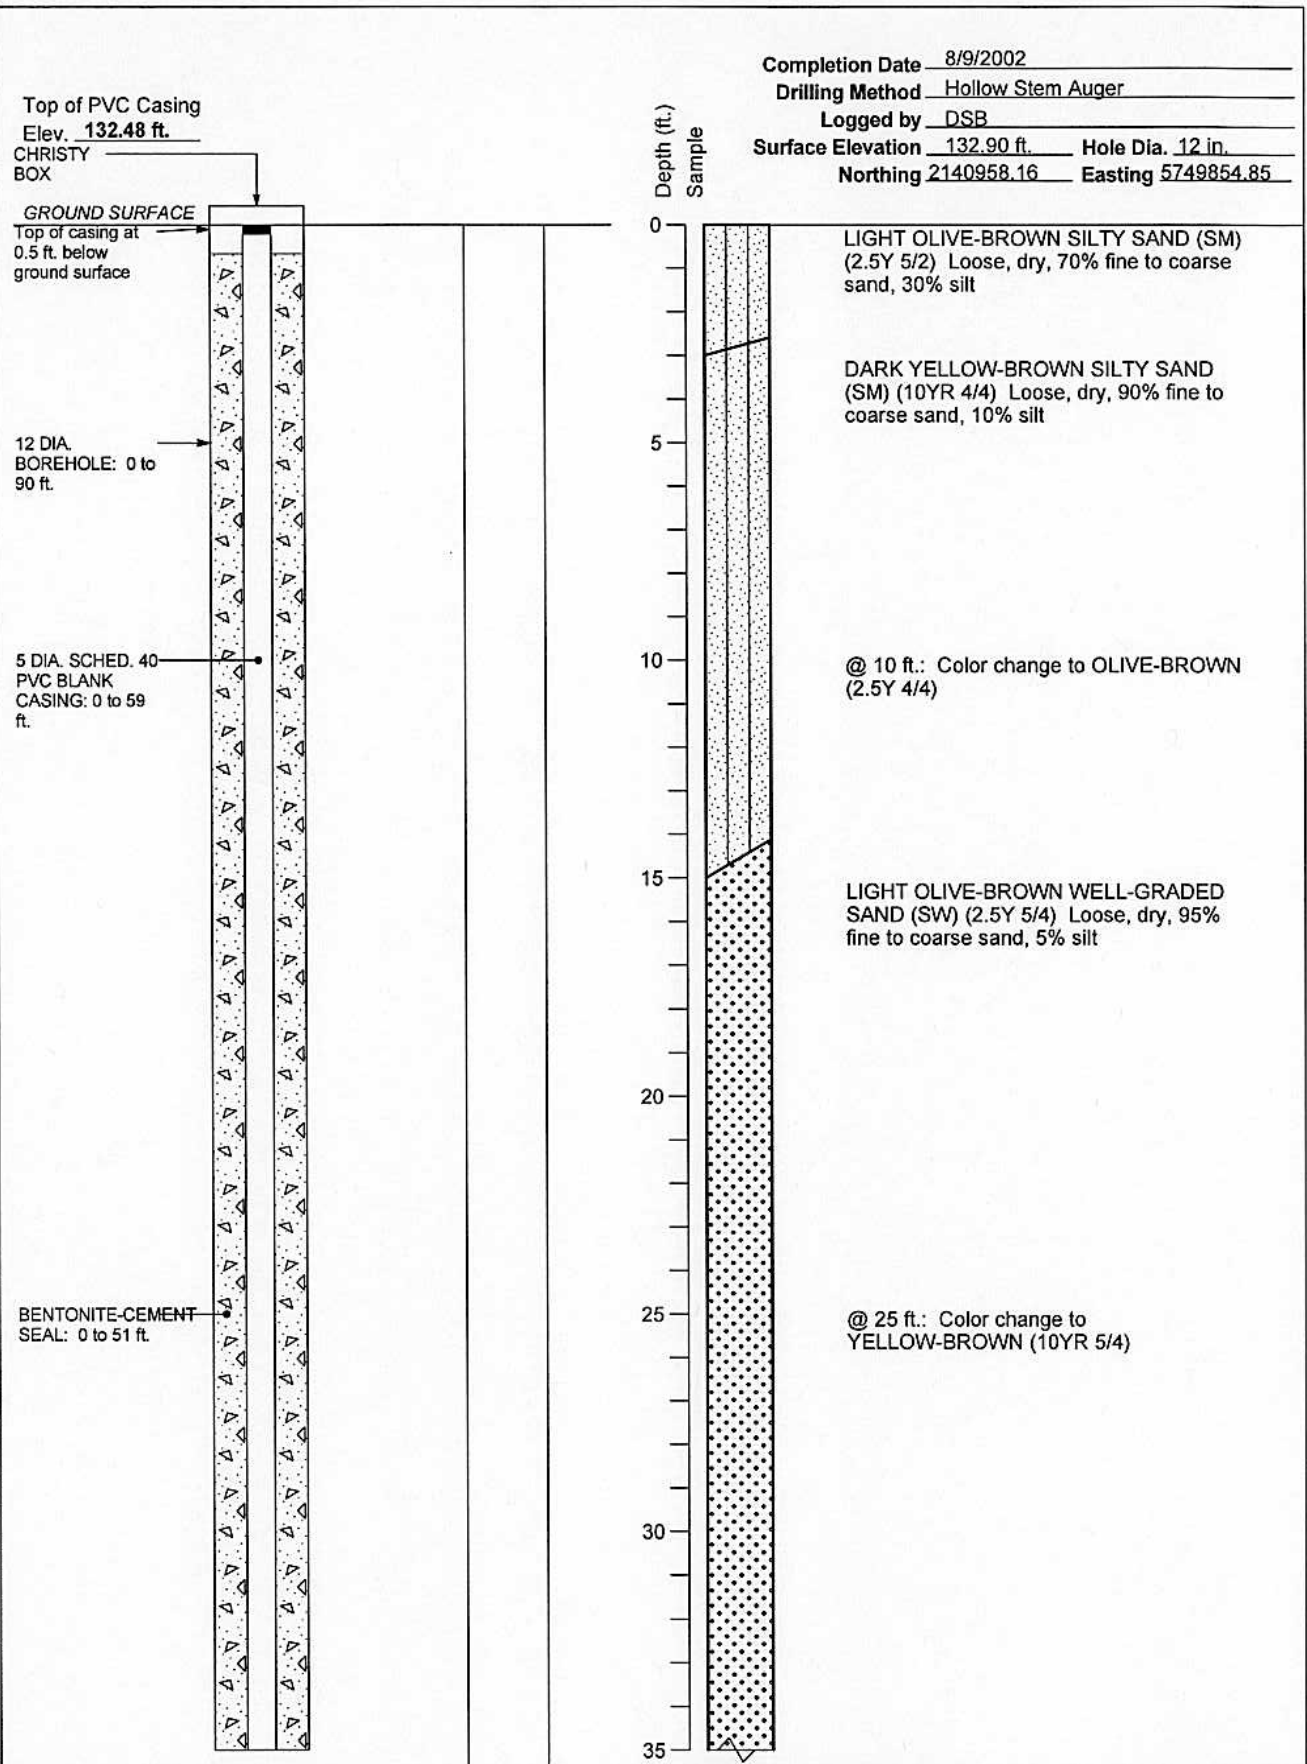 Completion Date 8/9/2002
Drilling Method Hollow Stem Auger
Logged by DSB
Surface Elevation 132.90 ft. Hole Dia. 12 in.
Northing 2140958.16 Easting 5749854.85
Top of PVC Casing
Elev. 132.48 ft.
CHRISTY
BOX
GROUND SURFACE
Top of casing at
0.5 ft. below
ground surface
12 DIA.
BOREHOLE: 0 to
90 ft.
5 DIA. SCHED. 40
PVC BLANK
CASING: 0 to 59
ft.
BENTONITE-CEMENT
SEAL: 0 to 51 ft.
Depth (ft.)
Sample
0
5
10
15
20
25
30
35
LIGHT OLIVE-BROWN SILTY SAND (SM)
(2.5Y 5/2) Loose, dry, 70% fine to coarse
sand, 30% silt
DARK YELLOW-BROWN SILTY SAND
(SM) (10YR 4/4) Loose, dry, 90% fine to
coarse sand, 10% silt
@ 10 ft.: Color change to OLIVE-BROWN
(2.5Y 4/4)
LIGHT OLIVE-BROWN WELL-GRADED
SAND (SW) (2.5Y 5/4) Loose, dry, 95%
fine to coarse sand, 5% silt
@ 25 ft.: Color change to
YELLOW-BROWN (10YR 5/4)